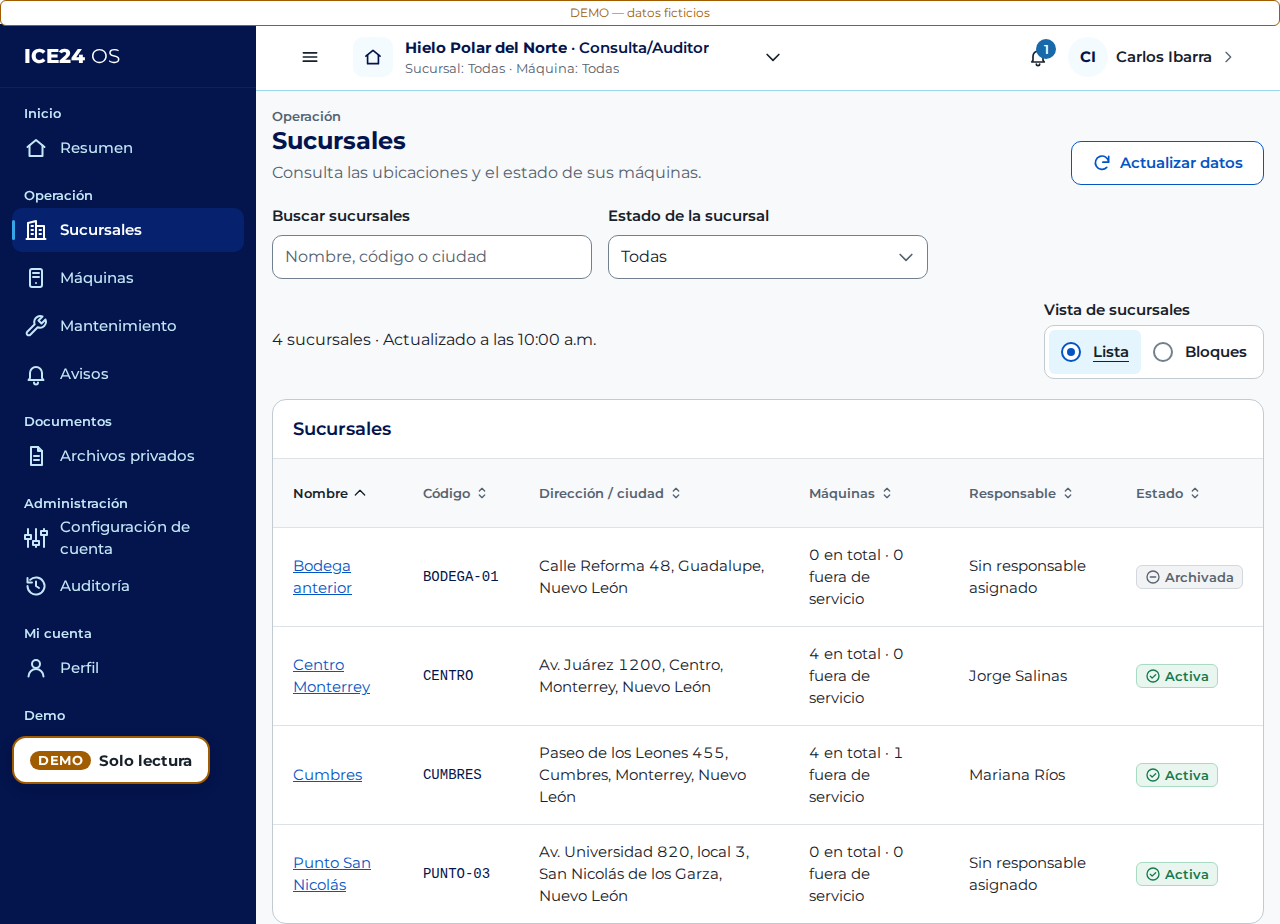 DEMO — datos ficticios
ICE24 OS
Hielo Polar del Norte · Consulta/Auditor
Sucursal: Todas · Máquina: Todas
1
CI
Carlos Ibarra
Inicio
Resumen
Operación
Sucursales
Máquinas
Mantenimiento
Avisos
Documentos
Archivos privados
Administración
Configuración de
cuenta
Auditoría
Mi cuenta
Perfil
Demo
DEMO Solo lectura
Operación
Sucursales
Consulta las ubicaciones y el estado de sus máquinas.
Actualizar datos
Buscar sucursales
Nombre, código o ciudad
Estado de la sucursal
Todas
4 sucursales · Actualizado a las 10:00 a.m.
Vista de sucursales
Lista
Bloques
Sucursales
Nombre
Código
Dirección / ciudad
Máquinas
Responsable
Estado
Bodega
anterior
BODEGA-01
Calle Reforma 48, Guadalupe,
Nuevo León
0 en total · 0
fuera de
servicio
Sin responsable
asignado
Archivada
Centro
Monterrey
CENTRO
Av. Juárez 1200, Centro,
Monterrey, Nuevo León
4 en total · 0
fuera de
servicio
Jorge Salinas
Activa
Cumbres
CUMBRES
Paseo de los Leones 455,
Cumbres, Monterrey, Nuevo
León
4 en total · 1
fuera de
servicio
Mariana Ríos
Activa
Punto San
Nicolás
PUNTO-03
Av. Universidad 820, local 3,
San Nicolás de los Garza,
Nuevo León
0 en total · 0
fuera de
servicio
Sin responsable
asignado
Activa